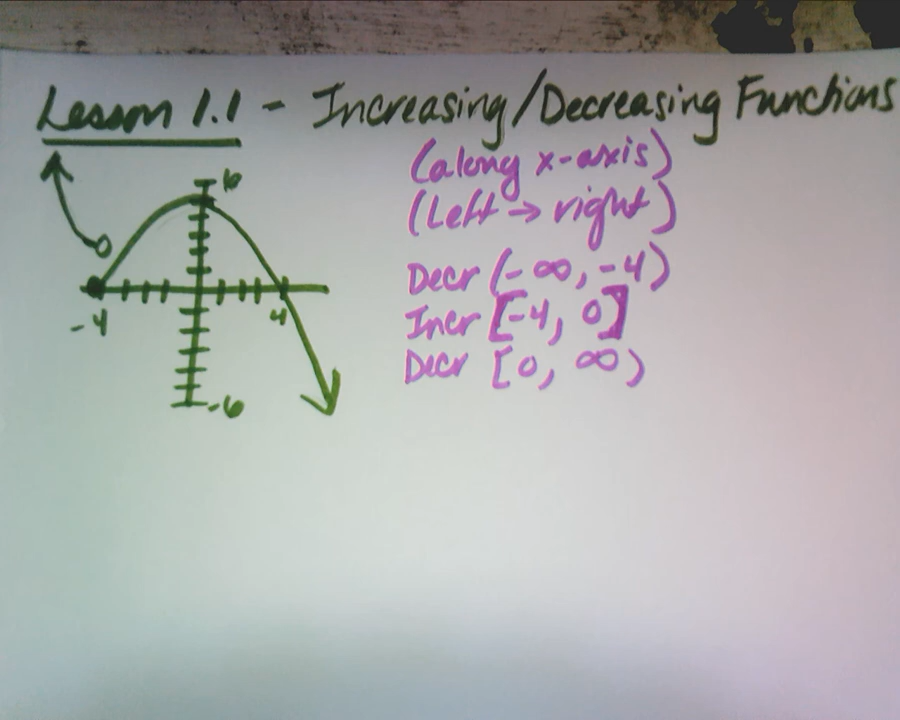 Lesson 1.1 - Increasing/Decreasing Functions
(along x-axis)
(Left → right)
Decr (-∞, -4)
Incr [-4, 0]
Decr [0, ∞)
6
-4
4
-6